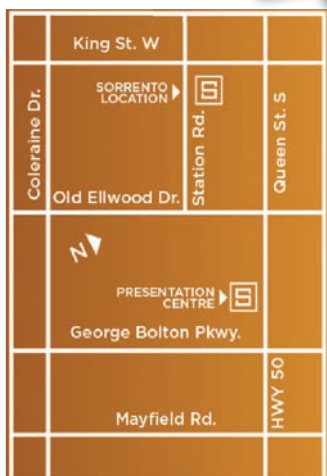 King St. W
SORRENTO
LOCATION
S
Coleraine Dr.
Station Rd.
Queen St. S
Old Ellwood Dr.
N
PRESENTATION
CENTRE
S
George Bolton Pkwy.
HWY 50
Mayfield Rd.